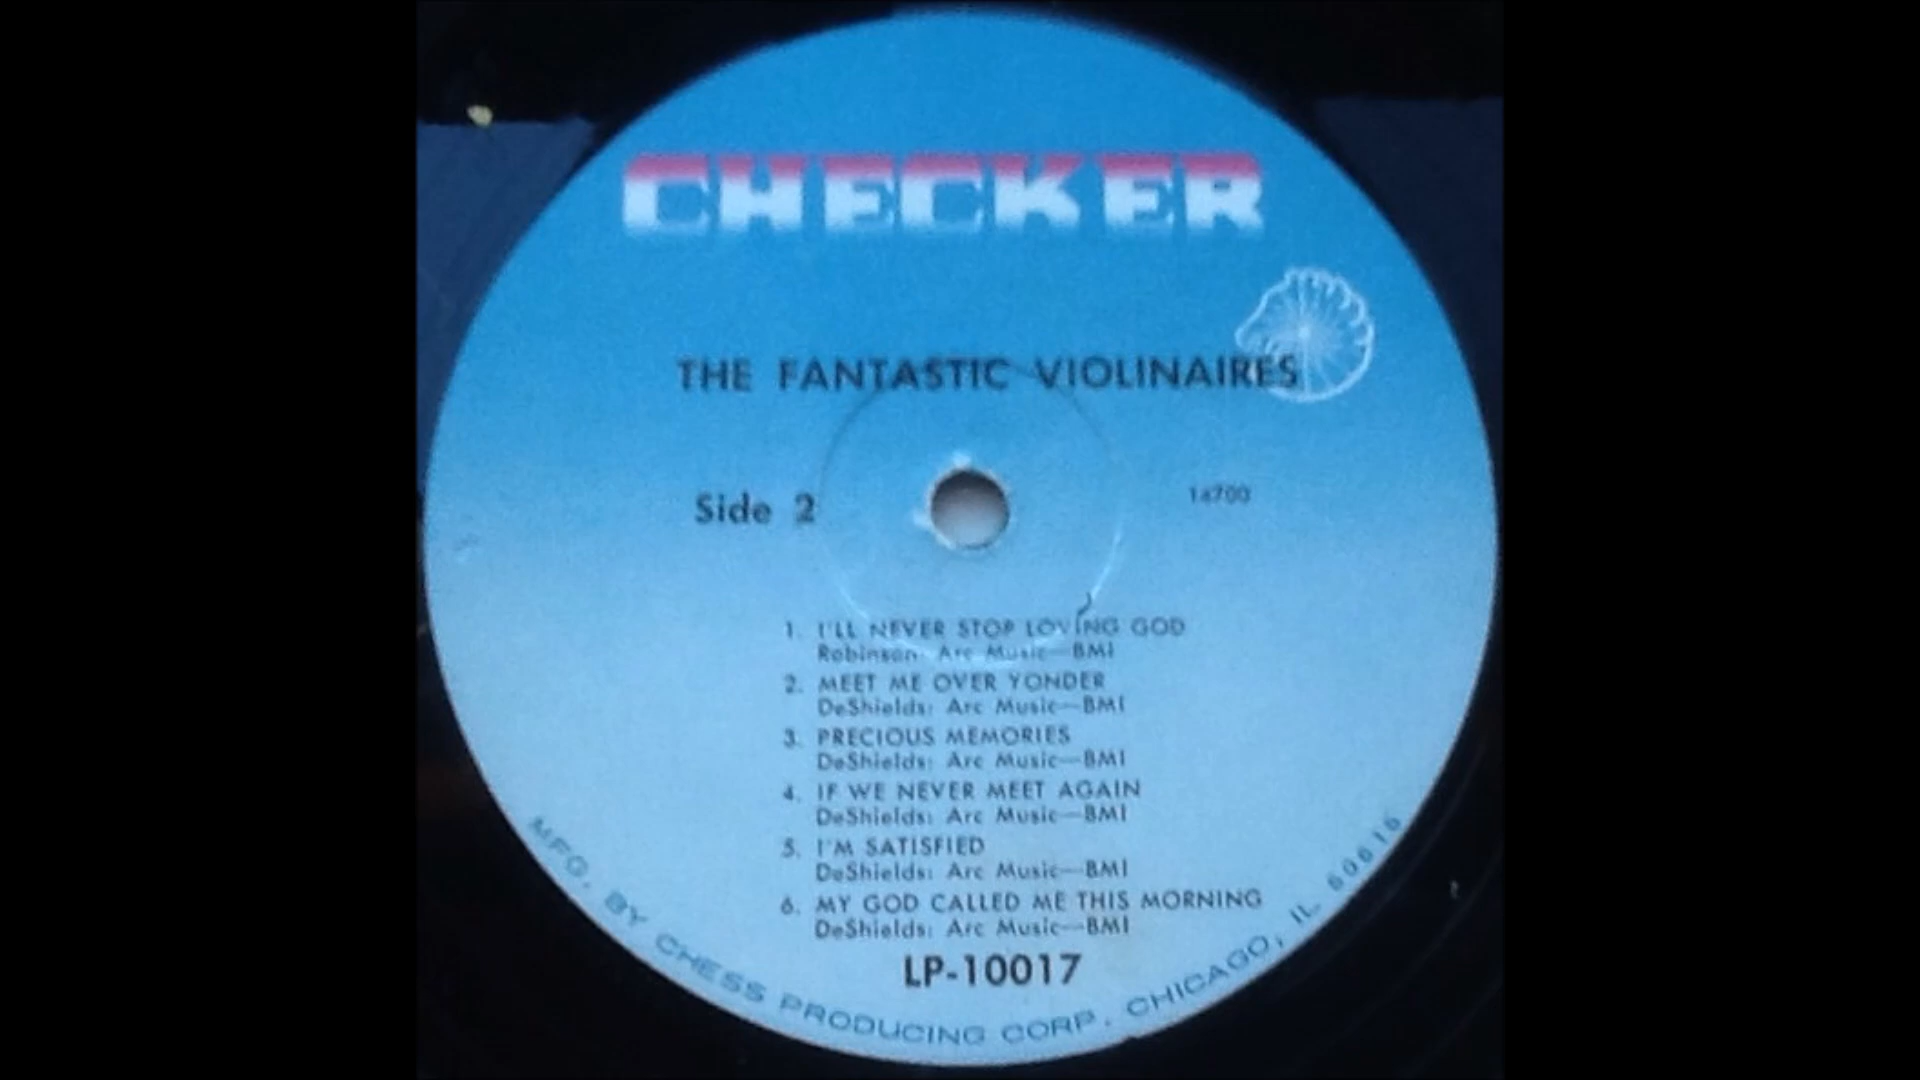 CHECKER
THE FANTASTIC VIOLINAIRES
Side 2
14700
1. I'LL NEVER STOP LOVING GOD
Robinson: Arc Music—BMI
2. MEET ME OVER YONDER
DeShields: Arc Music—BMI
3. PRECIOUS MEMORIES
DeShields: Arc Music—BMI
4. IF WE NEVER MEET AGAIN
DeShields: Arc Music—BMI
5. I'M SATISFIED
DeShields: Arc Music—BMI
6. MY GOD CALLED ME THIS MORNING
DeShields: Arc Music—BMI
LP-10017
MFG. BY CHESS PRODUCING CORP. CHICAGO, IL 60616